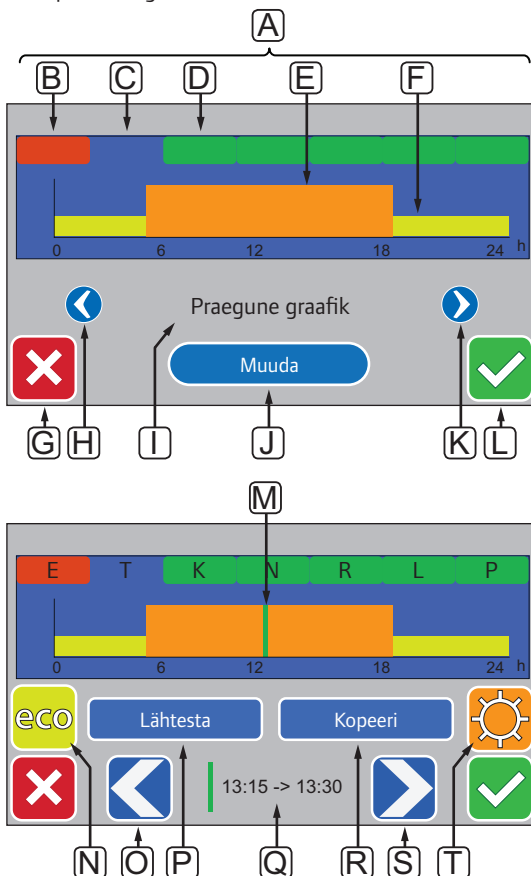 A
B C D E F
0 6 12 18 24 h
Praegune graafik
Muuda
G H I J K L
M
E T K N R L P
0 6 12 18 24 h
eco Lähtesta Kopeeri
13:15 -> 13:30
N O P Q R S T